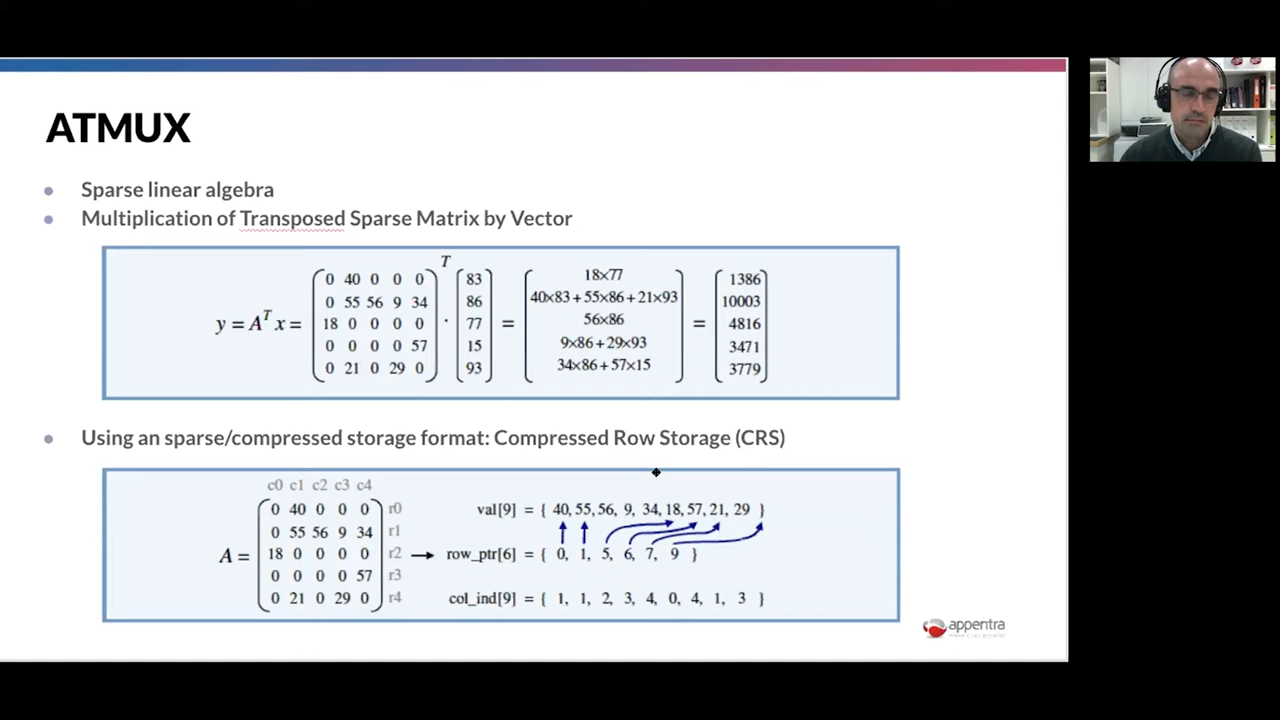 ATMUX
Sparse linear algebra
Multiplication of Transposed Sparse Matrix by Vector
T
y = A^T x =
0 40 0 0 0
0 55 56 9 34
18 0 0 0 0
0 0 0 0 57
0 21 0 29 0
·
83
86
77
15
93
=
18×77
40×83 + 55×86 + 21×93
56×86
9×86 + 29×93
34×86 + 57×15
=
1386
10003
4816
3471
3779
Using an sparse/compressed storage format: Compressed Row Storage (CRS)
c0 c1 c2 c3 c4
A =
0 40 0 0 0 r0
0 55 56 9 34 r1
18 0 0 0 0 r2
0 0 0 0 57 r3
0 21 0 29 0 r4
val[9] = { 40, 55, 56, 9, 34, 18, 57, 21, 29 }
row_ptr[6] = { 0, 1, 5, 6, 7, 9 }
col_ind[9] = { 1, 1, 2, 3, 4, 0, 4, 1, 3 }
appentra